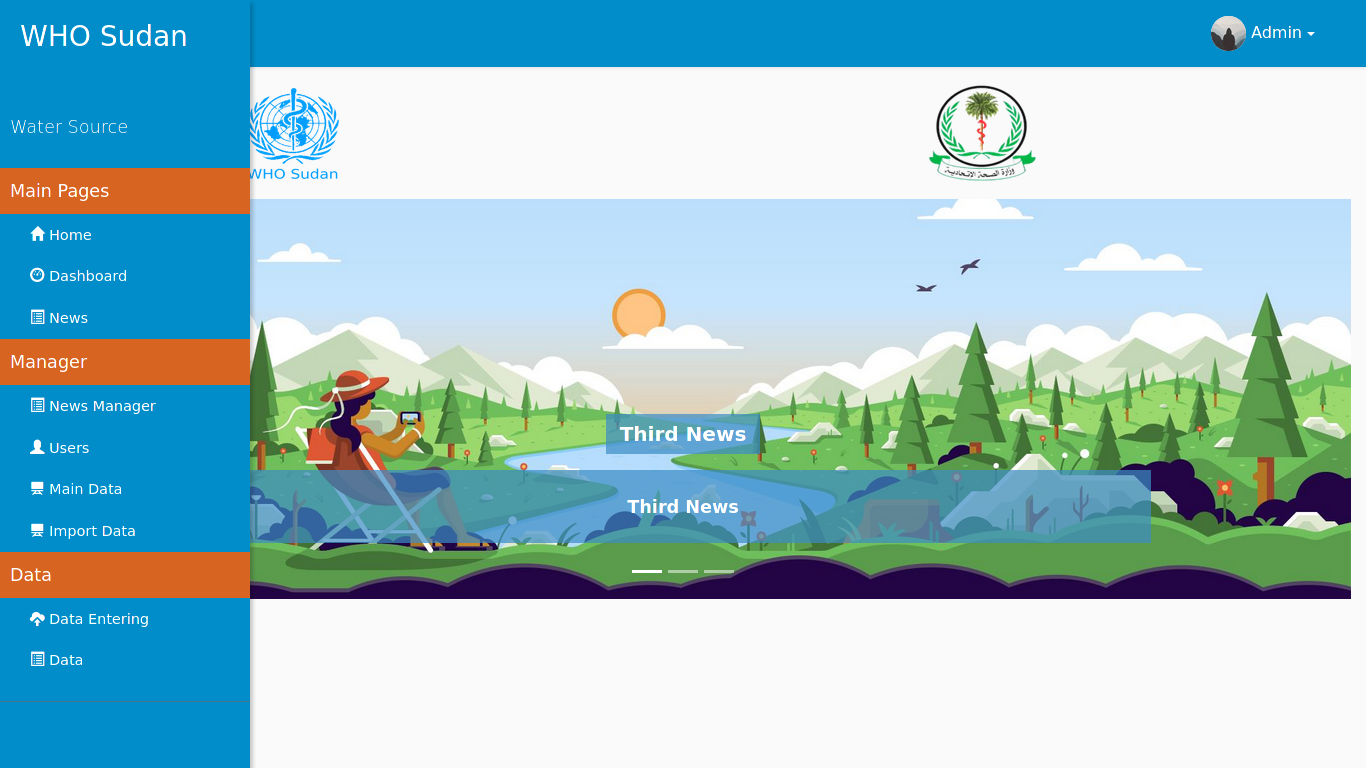 WHO Sudan
Admin
Water Source
WHO Sudan
وزارة الصحة الاتحادية
Main Pages
Home
Dashboard
News
Manager
News Manager
Users
Main Data
Import Data
Data
Data Entering
Data
Third News
Third News